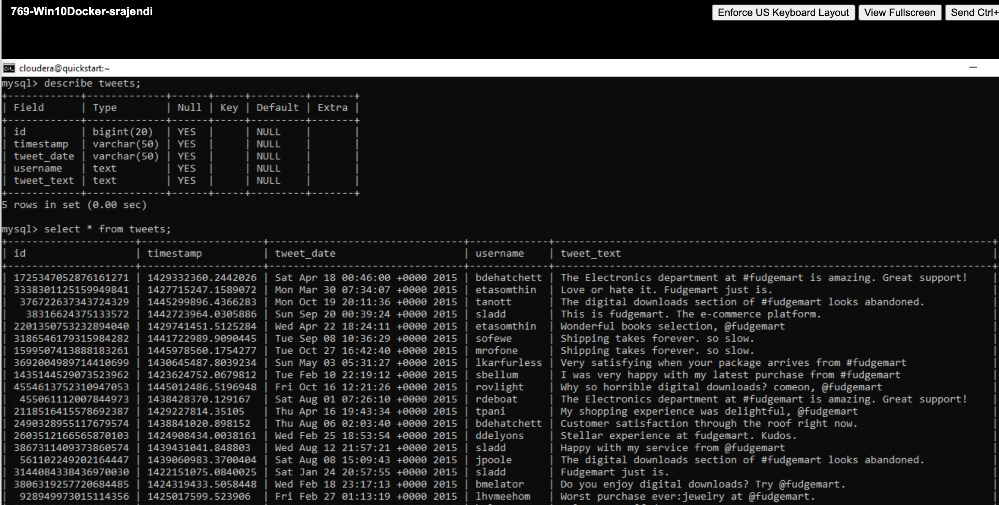 769-Win10Docker-srajendi
Enforce US Keyboard Layout View Fullscreen Send Ctrl+
cloudera@quickstart:~
mysql> describe tweets;
+------------+-------------+------+-----+---------+-------+
| Field | Type | Null | Key | Default | Extra |
+------------+-------------+------+-----+---------+-------+
| id | bigint(20) | YES | | NULL | |
| timestamp | varchar(50) | YES | | NULL | |
| tweet_date | varchar(50) | YES | | NULL | |
| username | text | YES | | NULL | |
| tweet_text | text | YES | | NULL | |
+------------+-------------+------+-----+---------+-------+
5 rows in set (0.00 sec)
mysql> select * from tweets;
+---------------------+--------------------+--------------------------------+-------------+------------------------------------------------------------------------+
| id | timestamp | tweet_date | username | tweet_text |
+---------------------+--------------------+--------------------------------+-------------+------------------------------------------------------------------------+
| 1725347052876161271 | 1429332360.2442026 | Sat Apr 18 00:46:00 +0000 2015 | bdehatchett | The Electronics department at #fudgemart is amazing. Great support! |
| 3338301125159949841 | 1427715247.1589072 | Mon Mar 30 07:34:07 +0000 2015 | etasomthin | Love or hate it. Fudgemart just is. |
| 376722637343724329 | 1445299896.4366283 | Mon Oct 19 20:11:36 +0000 2015 | tanott | The digital downloads section of #fudgemart looks abandoned. |
| 38316624375133572 | 1442723964.0305886 | Sun Sep 20 00:39:24 +0000 2015 | sladd | This is fudgemart. The e-commerce platform. |
| 2201350753232894040 | 1429741451.5125284 | Wed Apr 22 18:24:11 +0000 2015 | etasomthin | Wonderful books selection, @fudgemart |
| 3186546179315984282 | 1441722989.9090445 | Tue Sep 08 10:36:29 +0000 2015 | sofewe | Shipping takes forever. so slow. |
| 1599507413888183261 | 1445978560.1754277 | Tue Oct 27 16:42:40 +0000 2015 | mrofone | Shipping takes forever. so slow. |
| 3692004989714410699 | 1430645487.8039234 | Sun May 03 05:31:27 +0000 2015 | lkarfurless | Very satisfying when your package arrives from #fudgemart |
| 1435144529073523962 | 1423624752.0679812 | Tue Feb 10 22:19:12 +0000 2015 | sbellum | I was very happy with my latest purchase from #fudgemart |
| 4554613752310947053 | 1445012486.5196948 | Fri Oct 16 12:21:26 +0000 2015 | rovlight | Why so horrible digital downloads? comeon, @fudgemart |
| 455061112007844973 | 1438428370.129167 | Sat Aug 01 07:26:10 +0000 2015 | rdeboat | The Electronics department at #fudgemart is amazing. Great support! |
| 2118516415578692387 | 1429227814.35105 | Thu Apr 16 19:43:34 +0000 2015 | tpani | My shopping experience was delightful, @fudgemart |
| 2490328955117679574 | 1438841020.898152 | Thu Aug 06 02:03:40 +0000 2015 | bdehatchett | Customer satisfaction through the roof right now. |
| 2603512166565870103 | 1424908434.0038161 | Wed Feb 25 18:53:54 +0000 2015 | ddelyons | Stellar experience at fudgemart. Kudos. |
| 3867311409373860574 | 1439431041.848803 | Wed Aug 12 21:57:21 +0000 2015 | sladd | Happy with my service from @fudgemart |
| 561102249202164447 | 1439060983.3700404 | Sat Aug 08 15:09:43 +0000 2015 | jpoole | The digital downloads section of #fudgemart looks abandoned. |
| 3144084338436970030 | 1422151075.0840025 | Sat Jan 24 20:57:55 +0000 2015 | sladd | Fudgemart just is. |
| 3806319257720684485 | 1424319433.5058448 | Wed Feb 18 23:17:13 +0000 2015 | bmelator | Do you enjoy digital downloads? Try @fudgemart. |
| 928949973015114356 | 1425017599.523906 | Fri Feb 27 01:13:19 +0000 2015 | lhvmeehom | Worst purchase ever:jewelry at @fudgemart. |